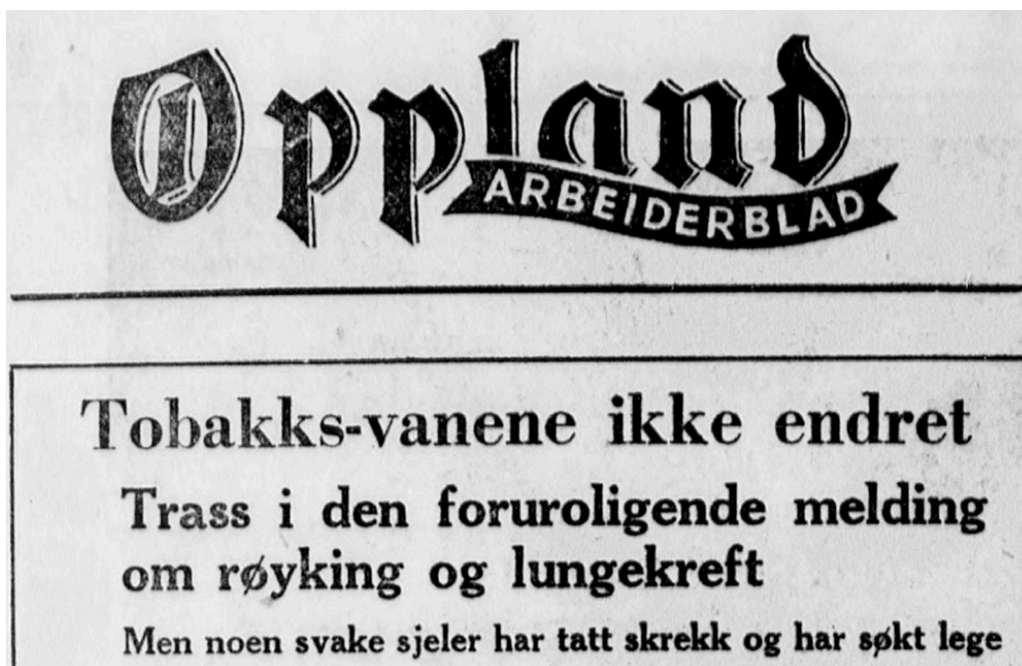 Oppland
ARBEIDERBLAD
Tobakks-vanene ikke endret
Trass i den foruroligende melding
om røyking og lungekreft
Men noen svake sjeler har tatt skrekk og har søkt lege